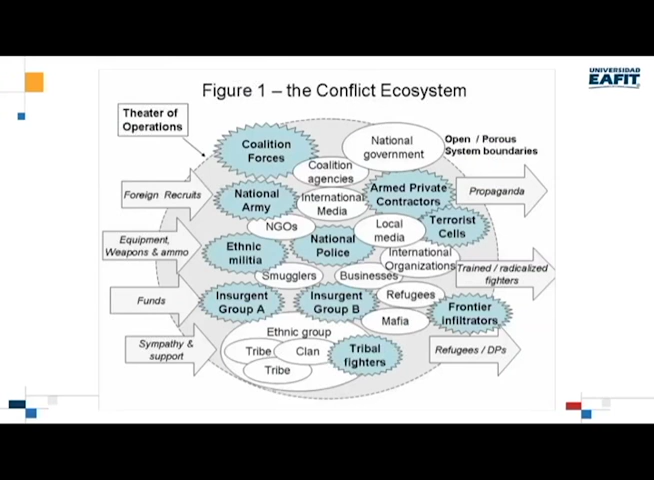 UNIVERSIDAD
EAFIT
Figure 1 – the Conflict Ecosystem
Theater of
Operations
Coalition
Forces
National
government
Open / Porous
System boundaries
Coalition
agencies
Foreign Recruits
National
Army
International
Media
Armed Private
Contractors
Propaganda
NGOs
Local
media
Terrorist
Cells
Equipment,
Weapons & ammo
Ethnic
militia
National
Police
International
Organizations
Smugglers
Businesses
Trained / radicalized
fighters
Funds
Insurgent
Group A
Insurgent
Group B
Refugees
Mafia
Frontier
Infiltrators
Sympathy &
support
Ethnic group
Tribe
Clan
Tribe
Tribal
fighters
Refugees / DPs